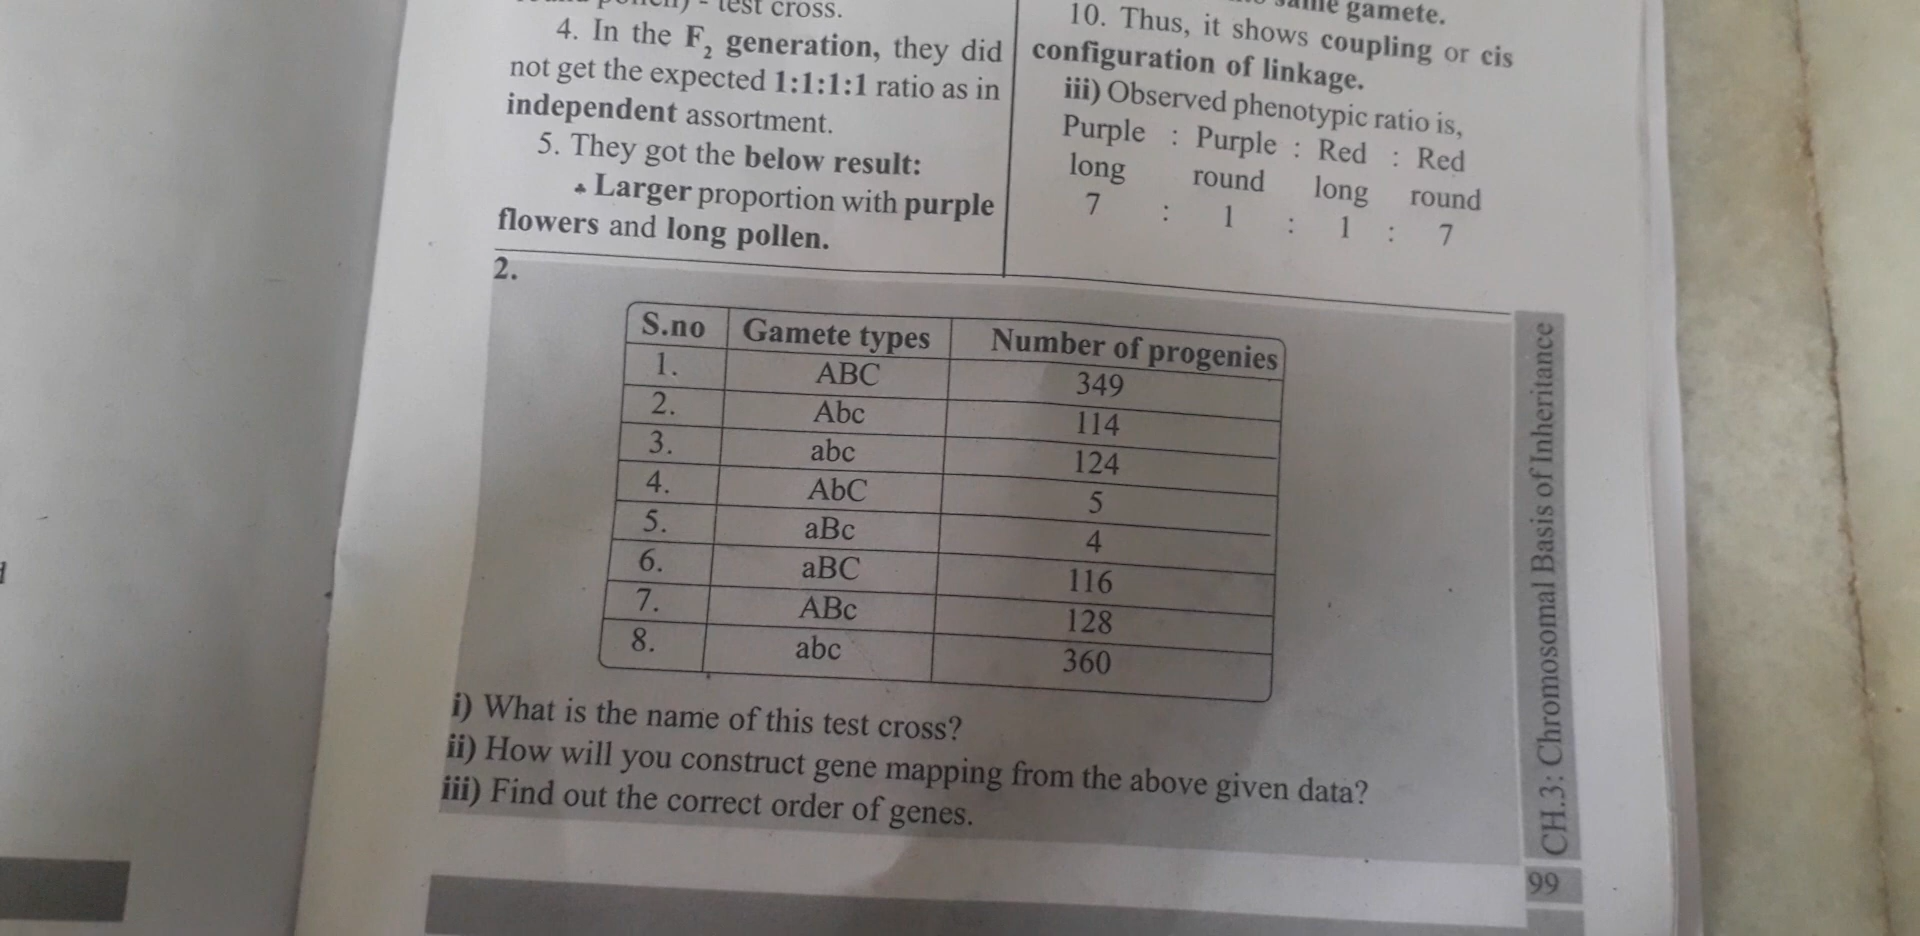 test cross.
4. In the F2 generation, they did
not get the expected 1:1:1:1 ratio as in
independent assortment.
5. They got the below result:
Larger proportion with purple
flowers and long pollen.
gamete.
10. Thus, it shows coupling or cis
configuration of linkage.
iii) Observed phenotypic ratio is,
Purple : Purple : Red : Red
long round long round
7 : 1 : 1 : 7
2.
S.no Gamete types Number of progenies
1. ABC 349
2. Abc 114
3. abc 124
4. AbC 5
5. aBc 4
6. aBC 116
7. ABc 128
8. abc 360
i) What is the name of this test cross?
ii) How will you construct gene mapping from the above given data?
iii) Find out the correct order of genes.
CH.3: Chromosomal Basis of Inheritance
99